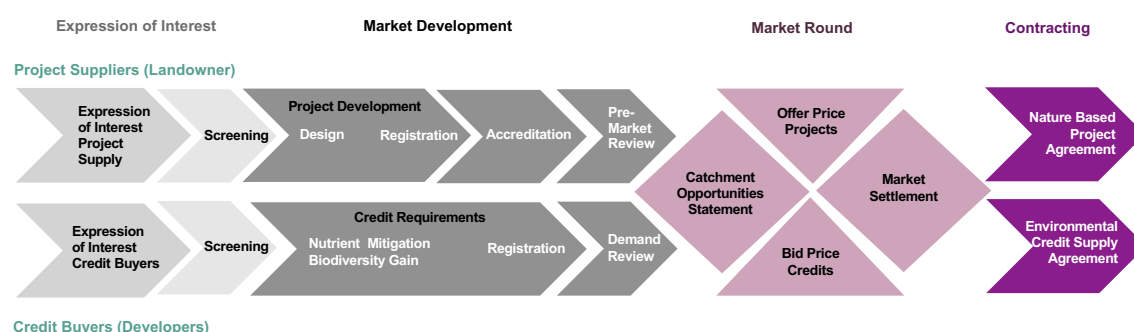 Expression of Interest
Market Development
Market Round
Contracting
Project Suppliers (Landowner)
Expression
of Interest
Project
Supply
Screening
Project Development
Design
Registration
Accreditation
Pre-
Market
Review
Offer Price
Projects
Catchment
Opportunities
Statement
Market
Settlement
Nature Based
Project
Agreement
Expression
of Interest
Credit Buyers
Screening
Credit Requirements
Nutrient Mitigation
Biodiversity Gain
Registration
Demand
Review
Bid Price
Credits
Environmental
Credit Supply
Agreement
Credit Buyers (Developers)